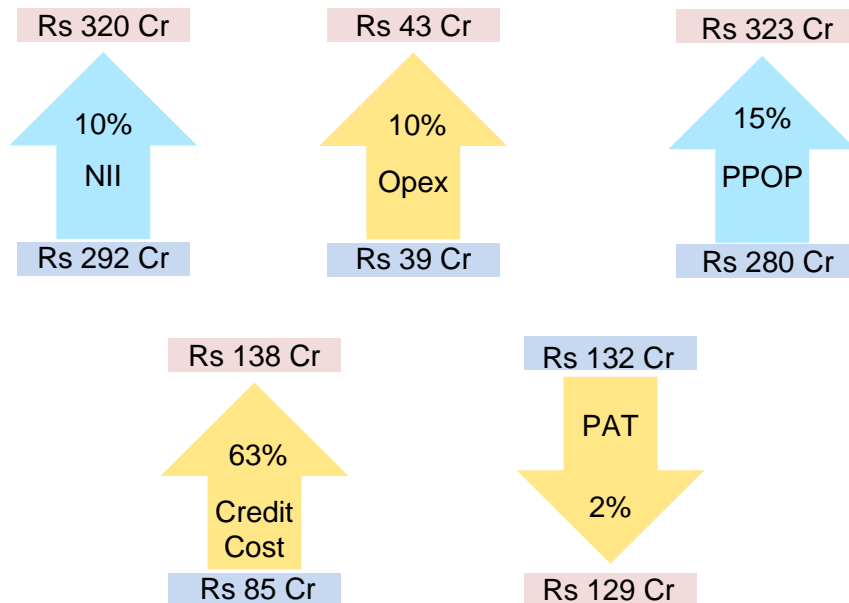 Rs 320 Cr
10%
NII
Rs 292 Cr
Rs 43 Cr
10%
Opex
Rs 39 Cr
Rs 323 Cr
15%
PPOP
Rs 280 Cr
Rs 138 Cr
63%
Credit
Cost
Rs 85 Cr
Rs 132 Cr
PAT
2%
Rs 129 Cr